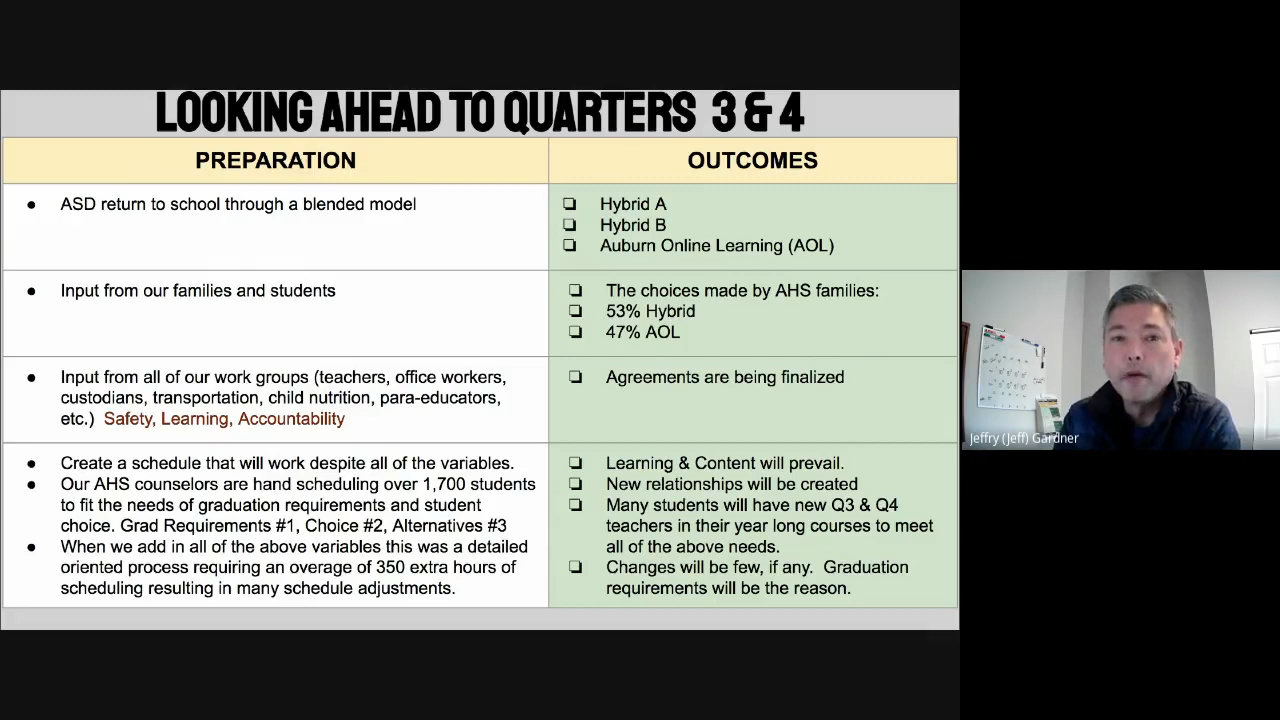 LOOKING AHEAD TO QUARTERS 3 & 4
PREPARATION
OUTCOMES
● ASD return to school through a blended model
❏ Hybrid A
❏ Hybrid B
❏ Auburn Online Learning (AOL)
● Input from our families and students
❏ The choices made by AHS families:
❏ 53% Hybrid
❏ 47% AOL
● Input from all of our work groups (teachers, office workers,
custodians, transportation, child nutrition, para-educators,
etc.) Safety, Learning, Accountability
❏ Agreements are being finalized
● Create a schedule that will work despite all of the variables.
● Our AHS counselors are hand scheduling over 1,700 students
to fit the needs of graduation requirements and student
choice. Grad Requirements #1, Choice #2, Alternatives #3
● When we add in all of the above variables this was a detailed
oriented process requiring an overage of 350 extra hours of
scheduling resulting in many schedule adjustments.
❏ Learning & Content will prevail.
❏ New relationships will be created
❏ Many students will have new Q3 & Q4
teachers in their year long courses to meet
all of the above needs.
❏ Changes will be few, if any. Graduation
requirements will be the reason.
Jeffry (Jeff) Gardner